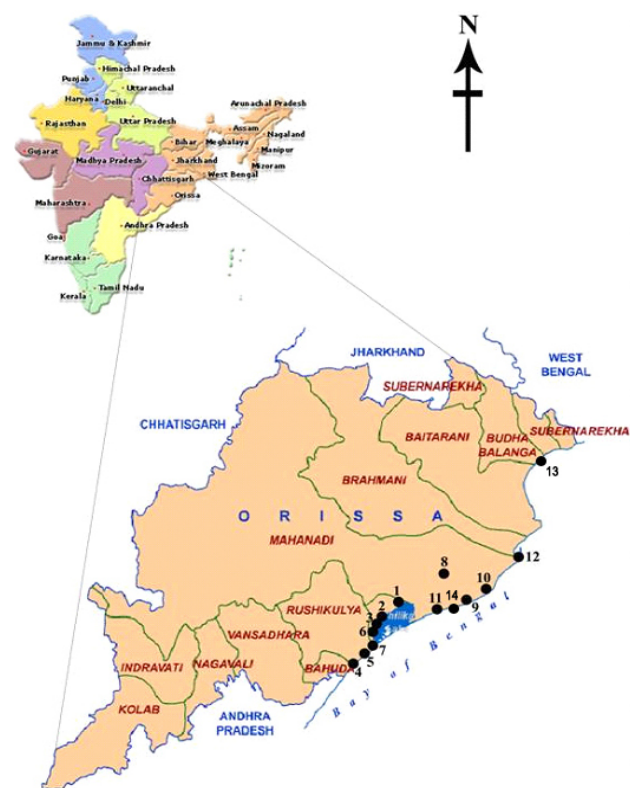 N
Jammu & Kashmir
Himachal Pradesh
Punjab
Uttaranchal
Haryana
Delhi
Arunachal Pradesh
Rajasthan
Uttar Pradesh
Assam
Nagaland
Bihar
Meghalaya
Gujarat
Manipur
Madhya Pradesh
Jharkhand
Mizoram
West Bengal
Chhattisgarh
Orissa
Maharashtra
Andhra Pradesh
Goa
Karnataka
Kerala
Tamil Nadu
JHARKHAND
WEST
BENGAL
SUBERNAREKHA
CHHATISGARH
BAITARANI
BUDHA
BALANGA
SUBERNAREKHA
13
BRAHMANI
ORISSA
MAHANADI
12
8
10
1
2
11
14
9
3
RUSHIKULYA
6
VANSADHARA
7
5
4
Bay of Bengal
INDRAVATI
NAGAVALI
BAHUDA
KOLAB
ANDHRA
PRADESH